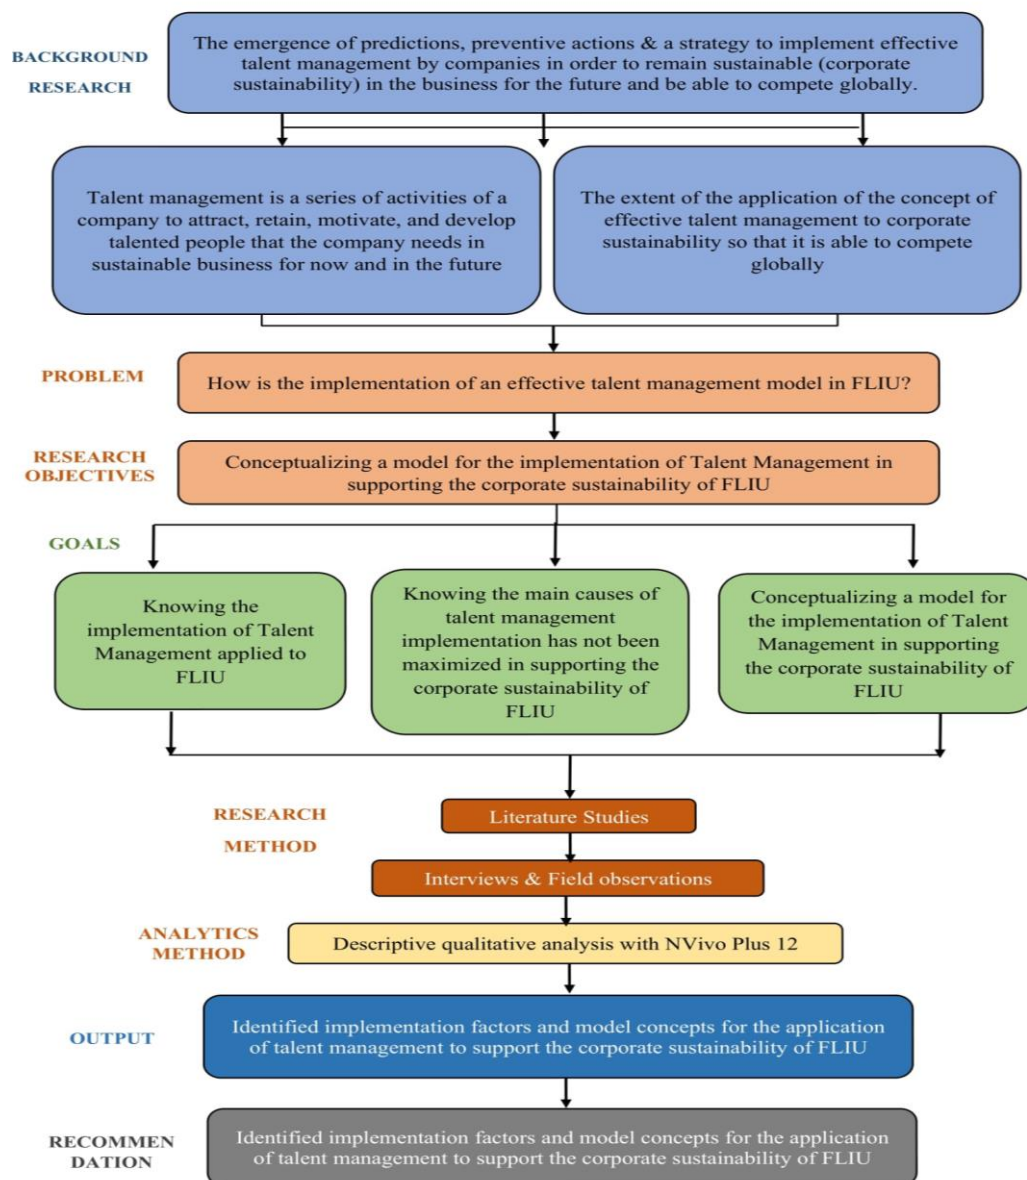 BACKGROUND
RESEARCH
The emergence of predictions, preventive actions & a strategy to implement effective
talent management by companies in order to remain sustainable (corporate
sustainability) in the business for the future and be able to compete globally.
Talent management is a series of activities of a
company to attract, retain, motivate, and develop
talented people that the company needs in
sustainable business for now and in the future
The extent of the application of the concept of
effective talent management to corporate
sustainability so that it is able to compete
globally
PROBLEM
How is the implementation of an effective talent management model in FLIU?
RESEARCH
OBJECTIVES
Conceptualizing a model for the implementation of Talent Management in
supporting the corporate sustainability of FLIU
GOALS
Knowing the
implementation of Talent
Management applied to
FLIU
Knowing the main causes of
talent management
implementation has not been
maximized in supporting the
corporate sustainability of
FLIU
Conceptualizing a model for
the implementation of Talent
Management in supporting
the corporate sustainability of
FLIU
RESEARCH
METHOD
Literature Studies
Interviews & Field observations
ANALYTICS
METHOD
Descriptive qualitative analysis with NVivo Plus 12
OUTPUT
Identified implementation factors and model concepts for the application
of talent management to support the corporate sustainability of FLIU
RECOMMEN
DATION
Identified implementation factors and model concepts for the application
of talent management to support the corporate sustainability of FLIU